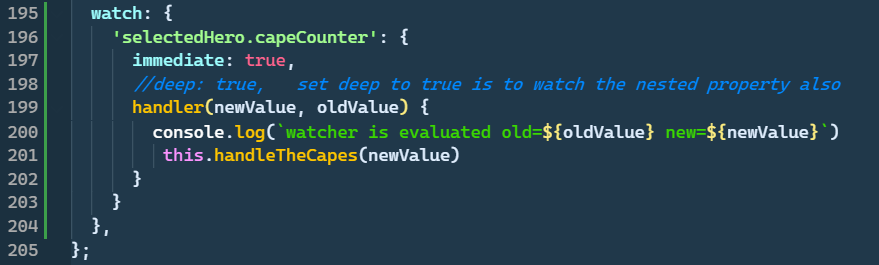 195 watch: {
196 'selectedHero.capeCounter': {
197 immediate: true,
198 //deep: true,   set deep to true is to watch the nested property also
199 handler(newValue, oldValue) {
200 console.log(`watcher is evaluated old=${oldValue} new=${newValue}`)
201 this.handleTheCapes(newValue)
202 }
203 }
204 },
205 };